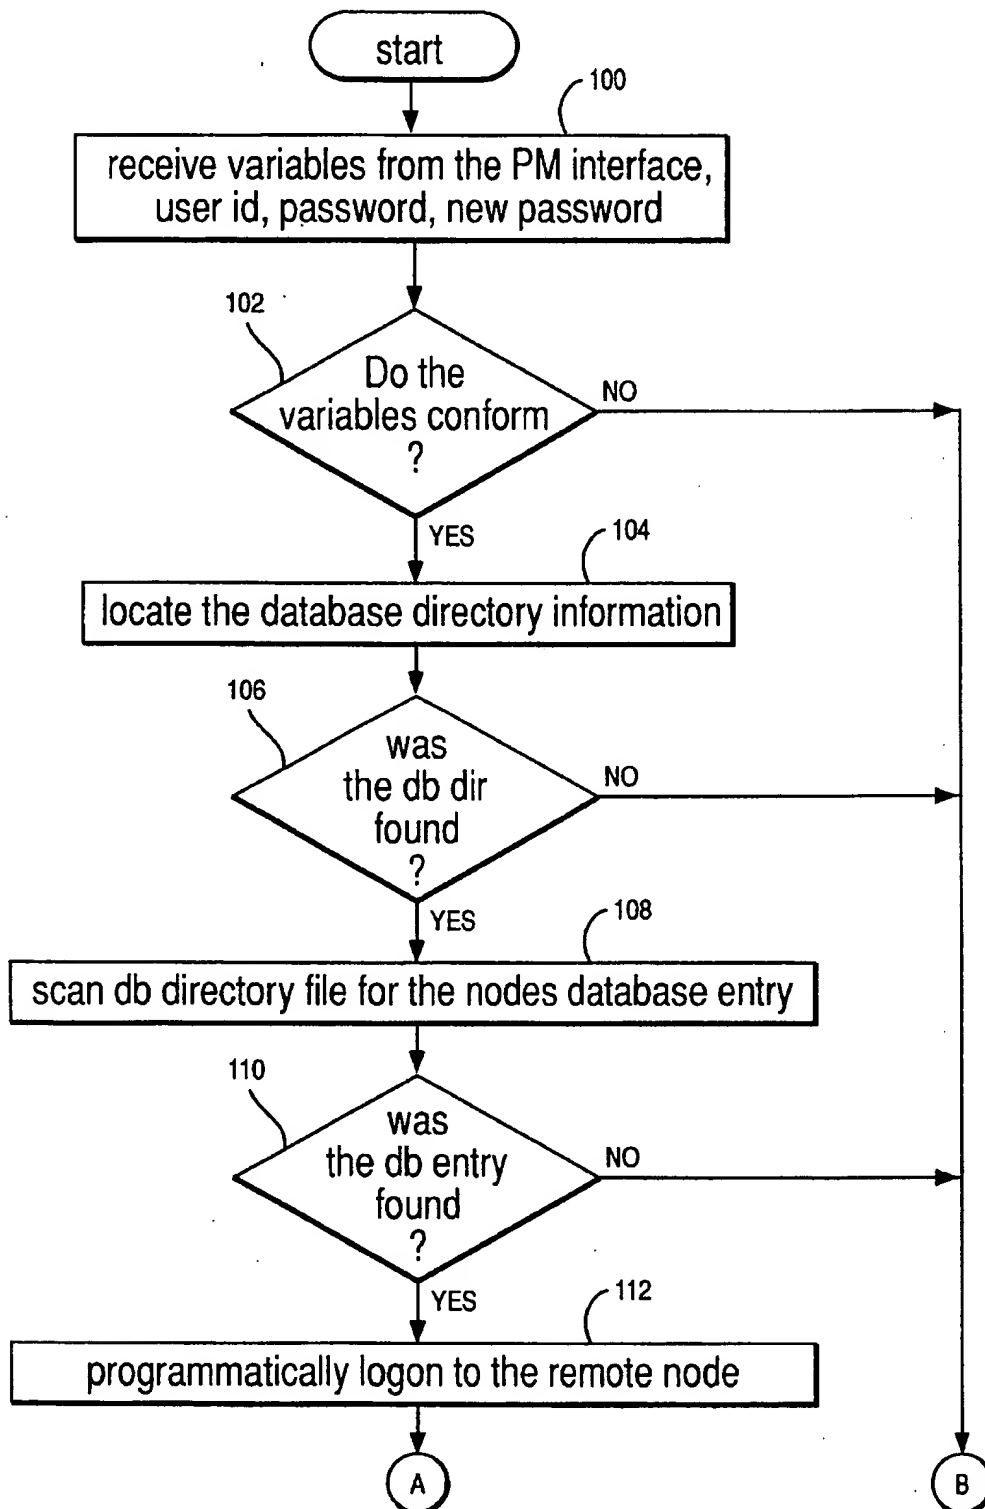 start
100
receive variables from the PM interface,
user id, password, new password
102
Do the
variables conform
?
NO
YES
104
locate the database directory information
106
was
the db dir
found
?
NO
YES
108
scan db directory file for the nodes database entry
110
was
the db entry
found
?
NO
YES
112
programmatically logon to the remote node
A
B